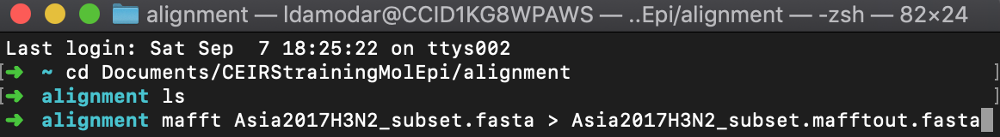 alignment — ldamodar@CCID1KG8WPAWS — ..Epi/alignment — -zsh — 82×24
Last login: Sat Sep  7 18:25:22 on ttys002
[➜  ~ cd Documents/CEIRStrainingMolEpi/alignment ]
[➜  alignment ls ]
➜  alignment mafft Asia2017H3N2_subset.fasta > Asia2017H3N2_subset.mafftout.fasta